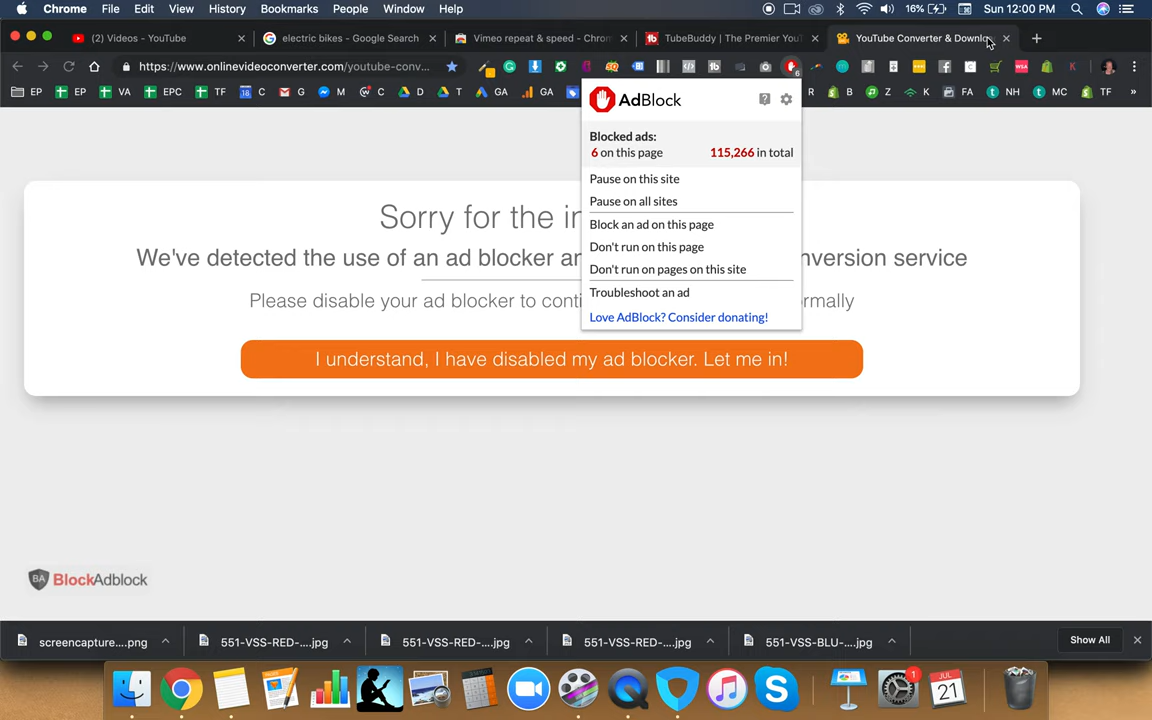 Chrome File Edit View History Bookmarks People Window Help 16% Sun 12:00 PM
(2) Videos - YouTube electric bikes - Google Search Vimeo repeat & speed - Chrom TubeBuddy | The Premier You YouTube Converter & Downlo
https://www.onlinevideoconverter.com/youtube-conv...
EP EP VA EPC TF C G M C D T GA GA R B Z K FA NH MC TF »
AdBlock
Blocked ads:
6 on this page 115,266 in total
Pause on this site
Pause on all sites
Block an ad on this page
Don't run on this page
Don't run on pages on this site
Troubleshoot an ad
Love AdBlock? Consider donating!
Sorry for the in
We've detected the use of an ad blocker an nversion service
Please disable your ad blocker to conti rmally
I understand, I have disabled my ad blocker. Let me in!
BA BlockAdblock
screencapture....png 551-VSS-RED-....jpg 551-VSS-RED-....jpg 551-VSS-RED-....jpg 551-VSS-BLU-....jpg Show All
JUL
21
1